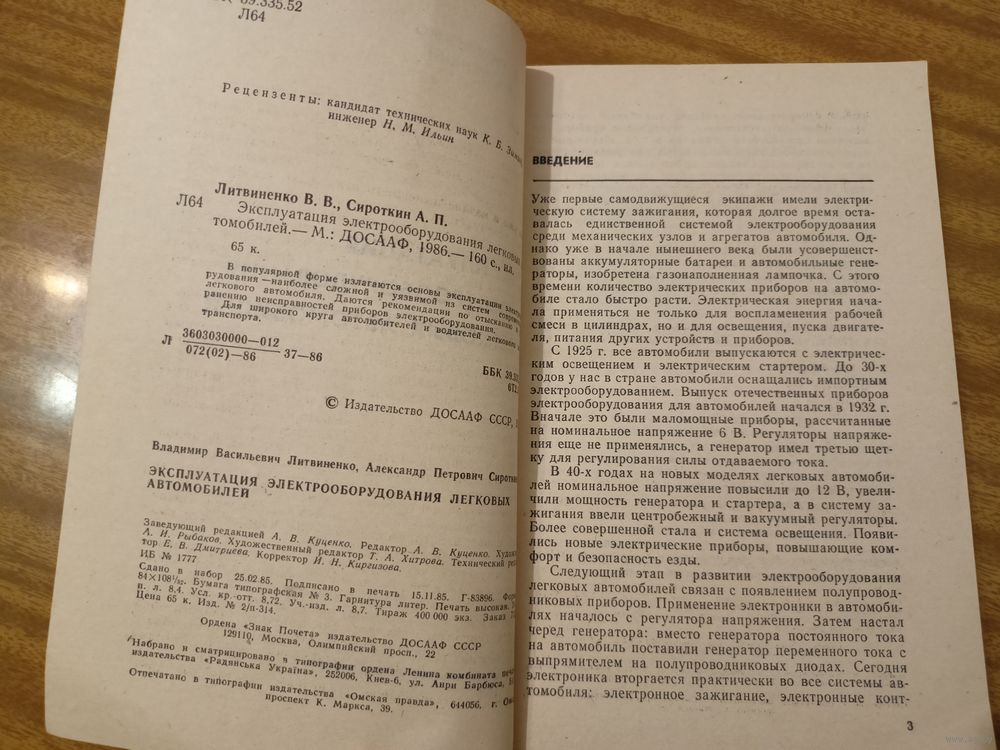 39.335.52
Л64
Рецензенты: кандидат технических наук К. Б.
инженер Н. М. Ильин
Литвиненко В. В., Сироткин А. П.
Л64 Эксплуатация электрооборудования легковых
томобилей.— М.: ДОСААФ, 1986.— 160 с., ил.
65 к.
В популярной форме излагаются основы эксплуатации
рудования—наиболее сложной и уязвимой из систем
легкового автомобиля. Даются рекомендации по отысканию и
ранению неисправностей приборов электрооборудования.
Для широкого круга автолюбителей и водителей легкового
транспорта.
Л 3603030000—012
072(02)—86 37—86
ББК
© Издательство ДОСААФ СССР,
Владимир Васильевич Литвиненко, Александр Петрович
ЭКСПЛУАТАЦИЯ ЭЛЕКТРООБОРУДОВАНИЯ ЛЕГКОВЫХ
АВТОМОБИЛЕЙ
Заведующий редакцией А. В. Куценко. Редактор А. В. Куценко.
А. И. Рыбаков. Художественный редактор Т. А. Хитрова. Технический
тор Е. В. Дмитриева. Корректор И. Н. Киргизова.
ИБ № 1777
Сдано в набор 25.02.85. Подписано в печать 15.11.85. Г-83896.
84×108¹/₃₂. Бумага типографская № 3. Гарнитура литер. Печать высокая.
п. л. 8,4. Усл. кр.-отт. 8,72. Уч.-изд. л. 8,7. Тираж 400 000 экз. Заказ
Цена 65 к. Изд. № 2/п-314.
Ордена «Знак Почета» издательство ДОСААФ СССР
129110, Москва, Олимпийский просп., 22
Набрано и сматрицировано в типографии ордена Ленина комбината
издательства «Радянська Україна», 252006, Киев-6, ул. Анри Барбюса,
Отпечатано в типографии издательства «Омская правда», 644056, г.
проспект К. Маркса, 39.
ВВЕДЕНИЕ
Уже первые самодвижущиеся экипажи имели электри-
ческую систему зажигания, которая долгое время оста-
валась единственной системой электрооборудования
среди механических узлов и агрегатов автомобиля. Од-
нако уже в начале нынешнего века были усовершенст-
вованы аккумуляторные батареи и автомобильные гене-
раторы, изобретена газонаполненная лампочка. С этого
времени количество электрических приборов на автомо-
биле стало быстро расти. Электрическая энергия нача-
ла применяться не только для воспламенения рабочей
смеси в цилиндрах, но и для освещения, пуска двигате-
ля, питания других устройств и приборов.
С 1925 г. все автомобили выпускаются с электричес-
ким освещением и электрическим стартером. До 30-х
годов у нас в стране автомобили оснащались импортным
электрооборудованием. Выпуск отечественных приборов
электрооборудования для автомобилей начался в 1932 г.
Вначале это были маломощные приборы, рассчитанные
на номинальное напряжение 6 В. Регуляторы напряже-
ния еще не применялись, а генератор имел третью щет-
ку для регулирования силы отдаваемого тока.
В 40-х годах на новых моделях легковых автомоби-
лей номинальное напряжение повысили до 12 В, увели-
чили мощность генератора и стартера, а в систему за-
жигания ввели центробежный и вакуумный регуляторы.
Более совершенной стала и система освещения. Появи-
лись новые электрические приборы, повышающие ком-
форт и безопасность езды.
Следующий этап в развитии электрооборудования
легковых автомобилей связан с появлением полупровод-
никовых приборов. Применение электроники в автомоби-
лях началось с регулятора напряжения. Затем настал
черед генератора: вместо генератора постоянного тока
на автомобиль поставили генератор переменного тока с
выпрямителем на полупроводниковых диодах. Сегодня
электроника вторгается практически во все системы ав-
томобиля: электронное зажигание, электронные конт-
3